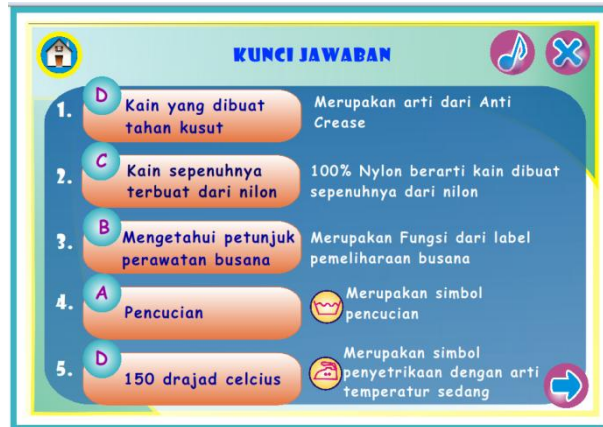 KUNCI JAWABAN
1. D Kain yang dibuat
tahan kusut
Merupakan arti dari Anti
Crease
2. C Kain sepenuhnya
terbuat dari nilon
100% Nylon berarti kain dibuat
sepenuhnya dari nilon
3. B Mengetahui petunjuk
perawatan busana
Merupakan Fungsi dari label
pemeliharaan busana
4. A Pencucian
Merupakan simbol
pencucian
5. D 150 drajad celcius
Merupakan simbol
penyetrikaan dengan arti
temperatur sedang